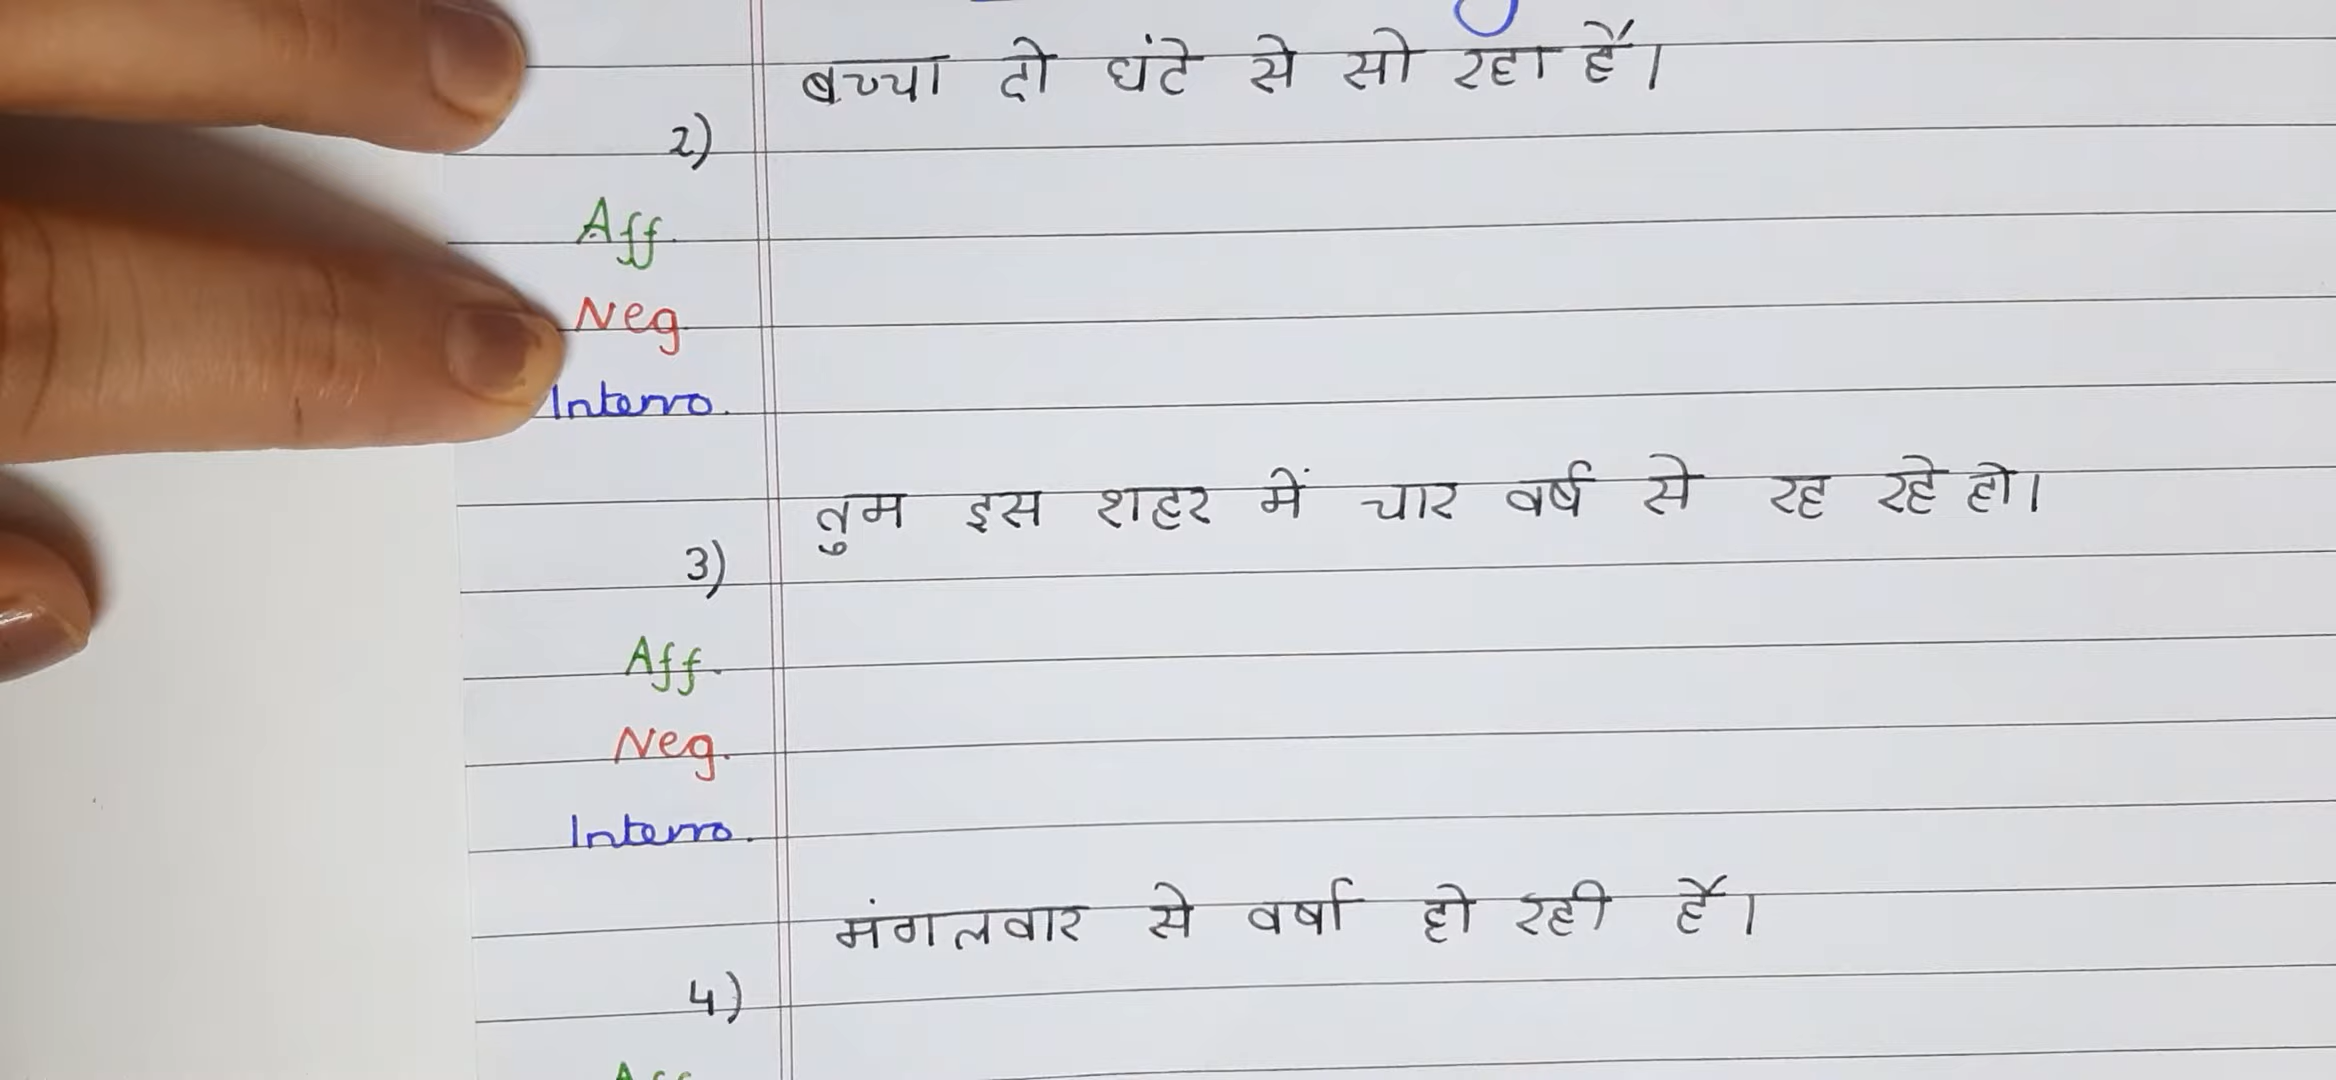 बच्चा दो घंटे से सो रहा है।
2)
Aff.
Neg.
Interro.
तुम इस शहर में चार वर्ष से रह रहे हो।
3)
Aff.
Neg.
Interro.
मंगलवार से वर्षा हो रही है।
4)